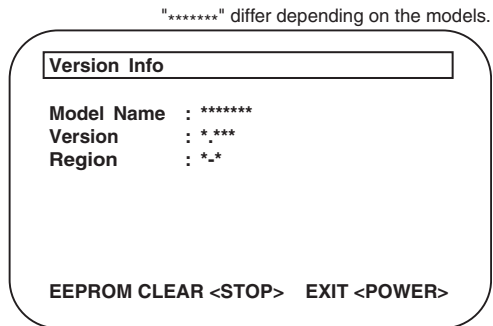 "*******" differ depending on the models.
Version Info
Model Name : *******
Version : *.***
Region : *-*
EEPROM CLEAR <STOP> EXIT <POWER>